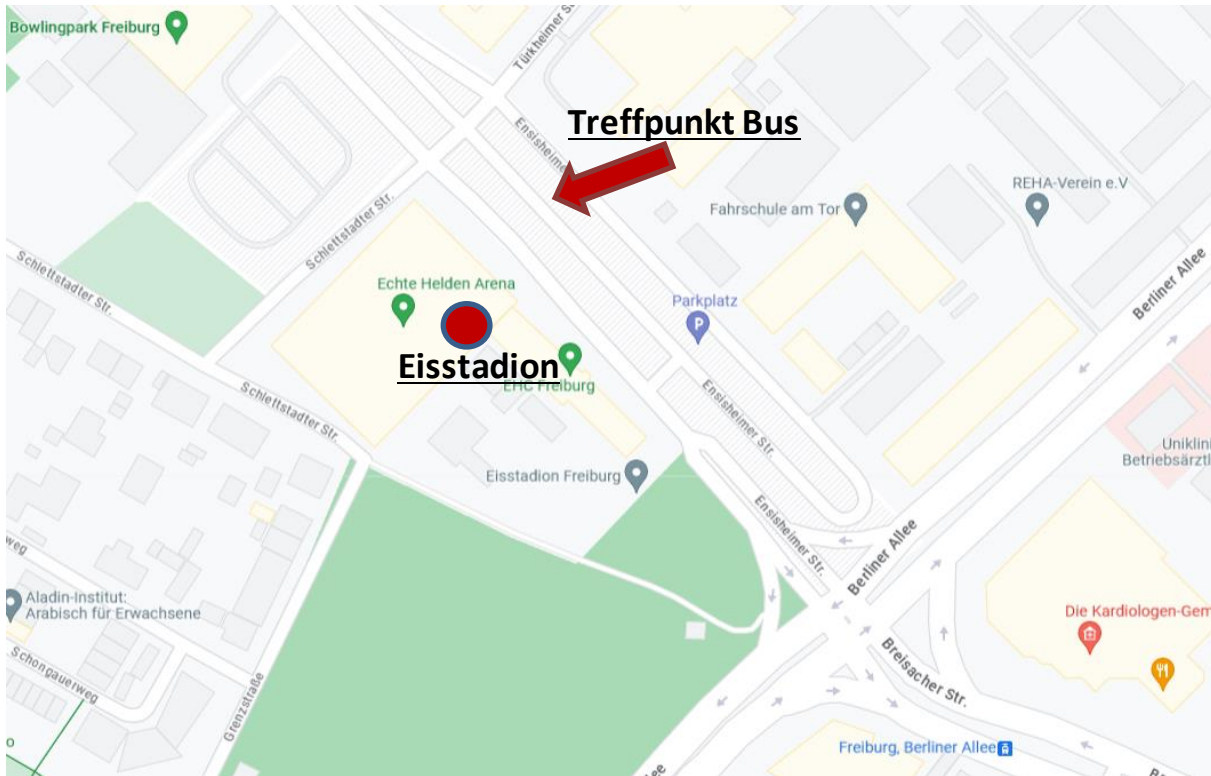 Bowlingpark Freiburg
Türkheimer S
Treffpunkt Bus
Ensisheimer
REHA-Verein e.V
Fahrschule am Tor
Schlettstadter Str.
Berliner Allee
Schlettstadter Str.
Echte Helden Arena
Parkplatz
P
Eisstadion
EHC Freiburg
Schlettstadter Str.
Ensisheimer Str.
Uniklini
Betriebsärztl
Eisstadion Freiburg
Ensisheimer Str.
Berliner Allee
weg
Aladin-Institut:
Arabisch für Erwachsene
Die Kardiologen-Gem
Schongauerweg
Breisacher Str.
Grenzstraße
o
Freiburg, Berliner Allee
ee